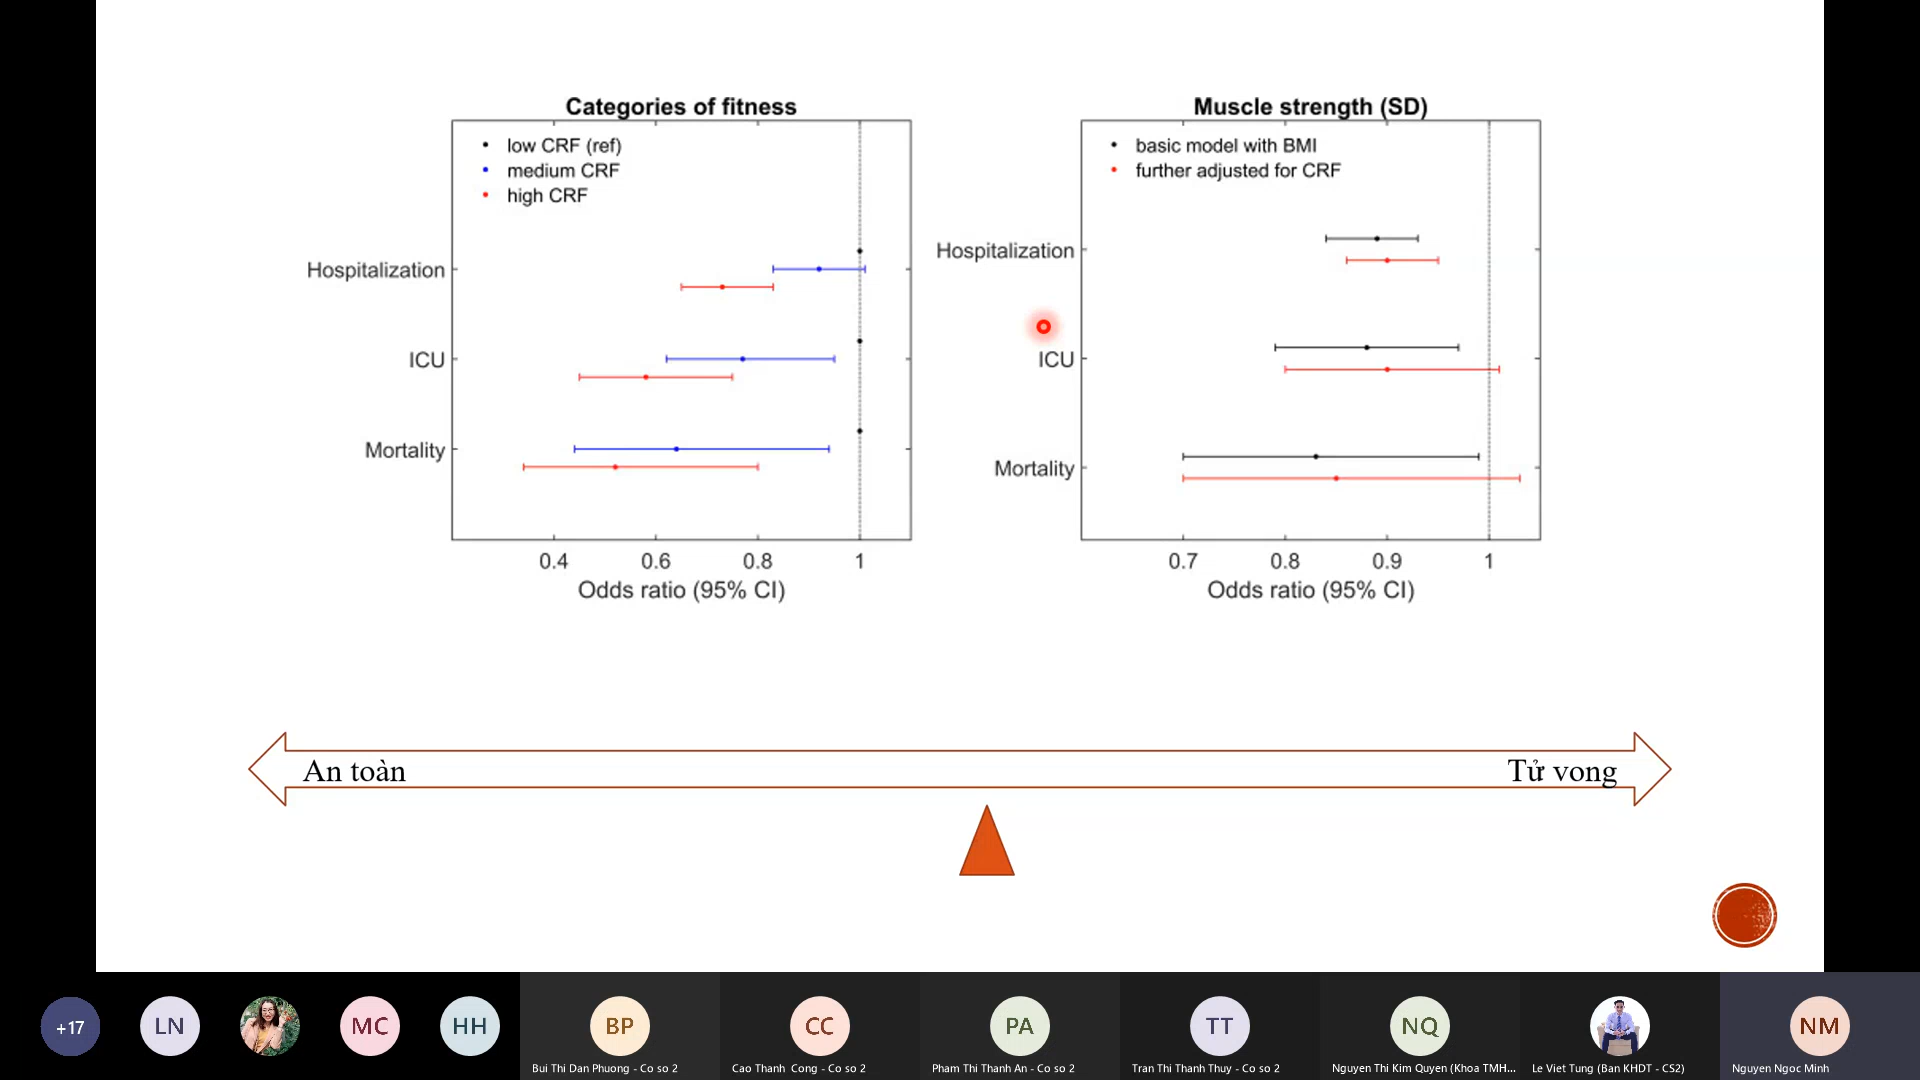 Categories of fitness
low CRF (ref)
medium CRF
high CRF
Hospitalization
ICU
Mortality
0.4 0.6 0.8 1
Odds ratio (95% CI)
Muscle strength (SD)
basic model with BMI
further adjusted for CRF
Hospitalization
ICU
Mortality
0.7 0.8 0.9 1
Odds ratio (95% CI)
An toàn
Tử vong
+17
LN
MC
HH
BP
CC
PA
TT
NQ
NM
Bui Thi Dan Phuong - Co so 2
Cao Thanh Cong - Co so 2
Pham Thi Thanh An - Co so 2
Tran Thi Thanh Thuy - Co so 2
Nguyen Thi Kim Quyen (Khoa TMH...
Le Viet Tung (Ban KHDT - CS2)
Nguyen Ngoc Minh